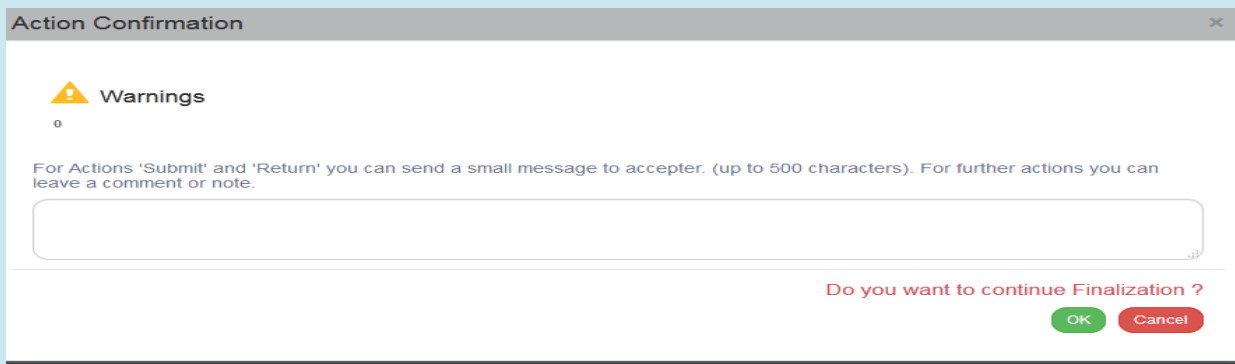 Action Confirmation ×
Warnings
0
For Actions 'Submit' and 'Return' you can send a small message to accepter. (up to 500 characters). For further actions you can
leave a comment or note.
Do you want to continue Finalization ?
OK Cancel